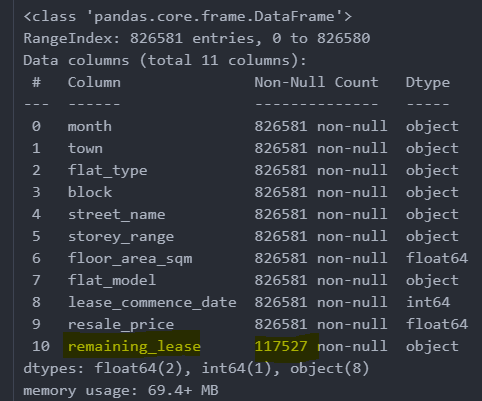 <class 'pandas.core.frame.DataFrame'>
RangeIndex: 826581 entries, 0 to 826580
Data columns (total 11 columns):
 #   Column               Non-Null Count   Dtype
---  ------               --------------   -----
 0   month                826581 non-null  object
 1   town                 826581 non-null  object
 2   flat_type            826581 non-null  object
 3   block                826581 non-null  object
 4   street_name          826581 non-null  object
 5   storey_range         826581 non-null  object
 6   floor_area_sqm       826581 non-null  float64
 7   flat_model           826581 non-null  object
 8   lease_commence_date  826581 non-null  int64
 9   resale_price         826581 non-null  float64
 10  remaining_lease      117527 non-null  object
dtypes: float64(2), int64(1), object(8)
memory usage: 69.4+ MB